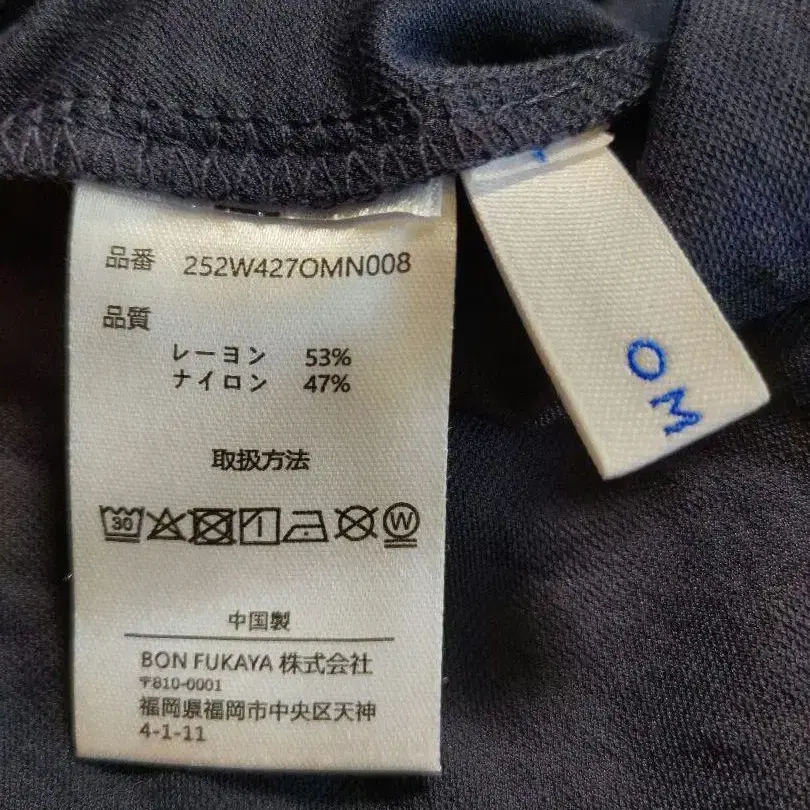 品番 252W427OMN008
品質
レーヨン 53%
ナイロン 47%
取扱方法
30 W
中国製
BON FUKAYA 株式会社
〒810-0001
福岡県福岡市中央区天神
4-1-11
OM